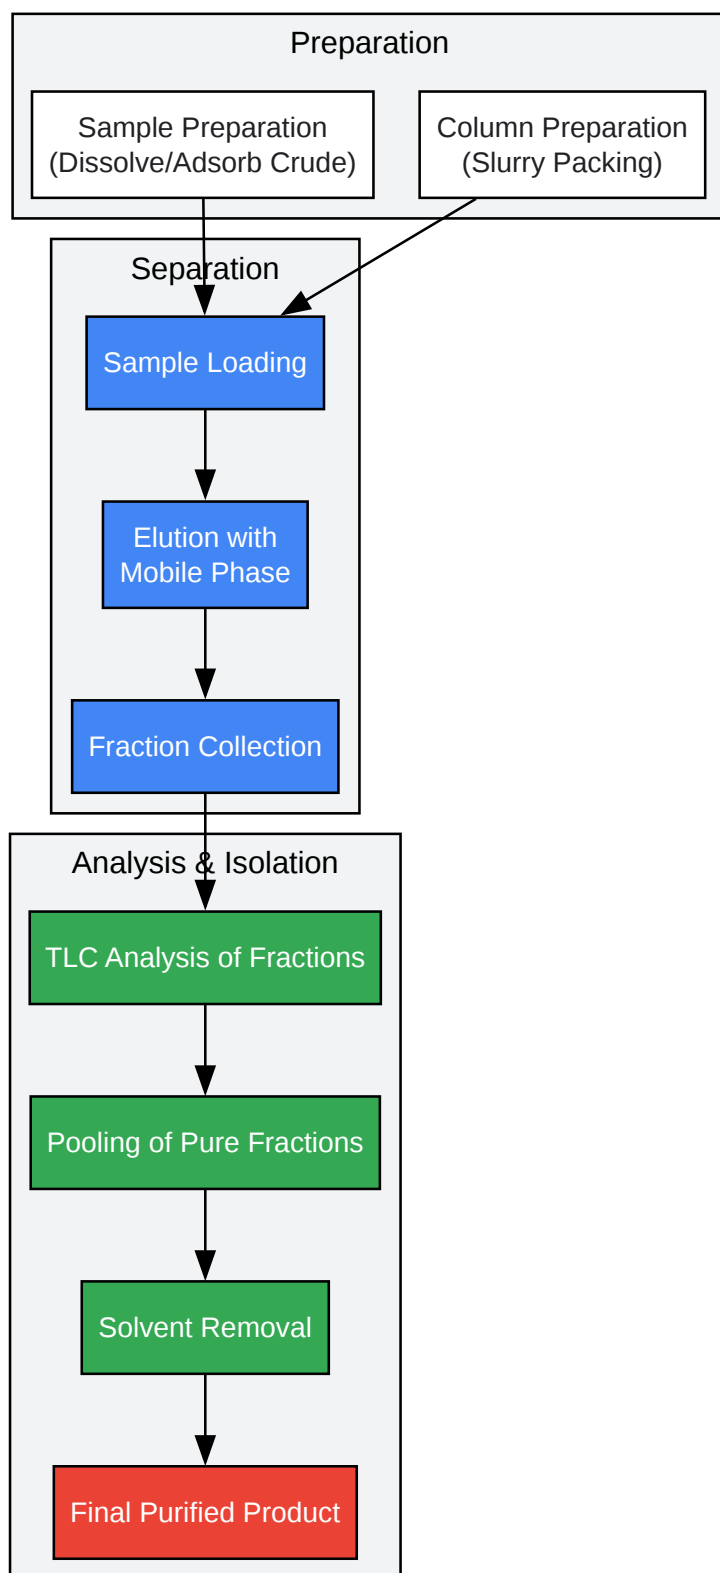 Preparation
Sample Preparation
(Dissolve/Adsorb Crude)
Column Preparation
(Slurry Packing)
Separation
Sample Loading
Elution with
Mobile Phase
Fraction Collection
Analysis & Isolation
TLC Analysis of Fractions
Pooling of Pure Fractions
Solvent Removal
Final Purified Product